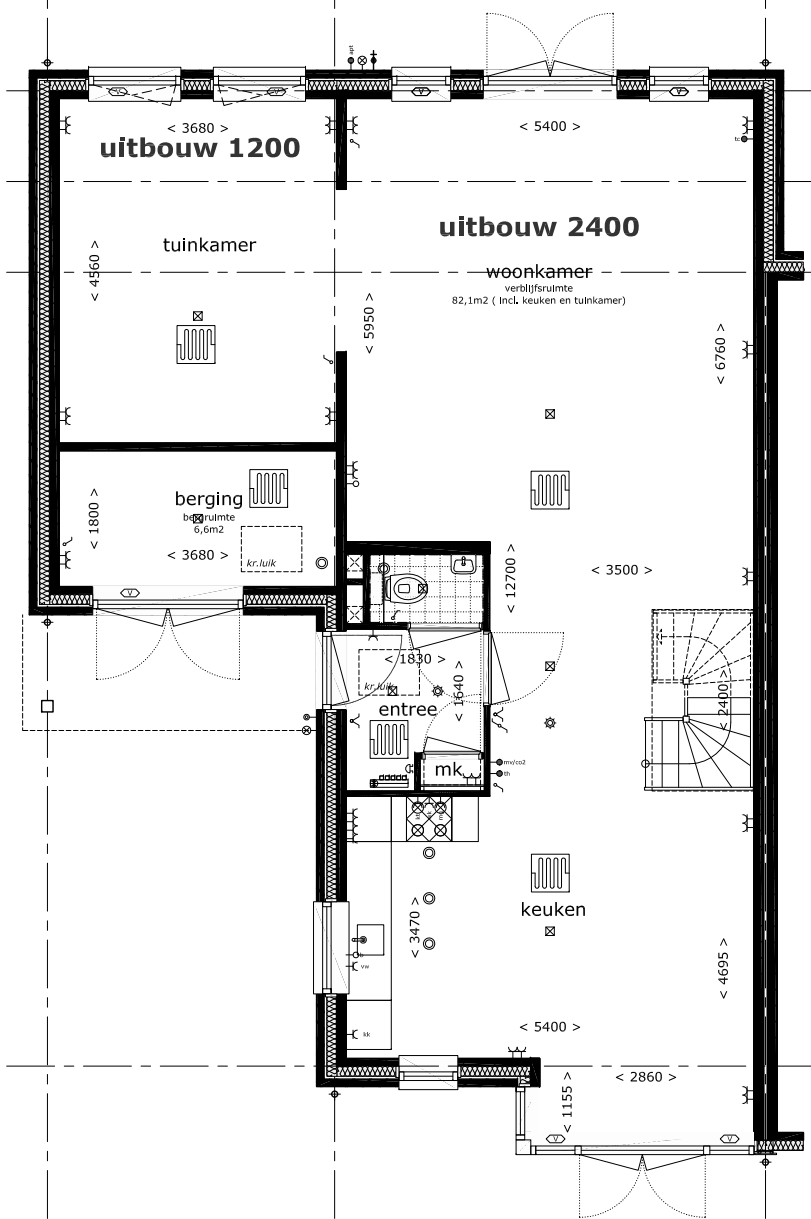 apt
< 3680 >
< 5400 >
tc
uitbouw 1200
uitbouw 2400
tuinkamer
< 4560 >
woonkamer
verblijfsruimte
82,1m2 ( incl. keuken en tuinkamer)
< 5950 >
< 6760 >
berging
bergruimte
6,6m2
< 1800 >
< 3680 >
kr.luik
V
< 12700 >
< 3500 >
< 1830 >
kr.luik
< 1640 >
entree
< 2400 >
mk
mv/co2
th
keuken
< 3470 >
vw
< 4695 >
kk
< 5400 >
< 1155 >
< 2860 >
V
V